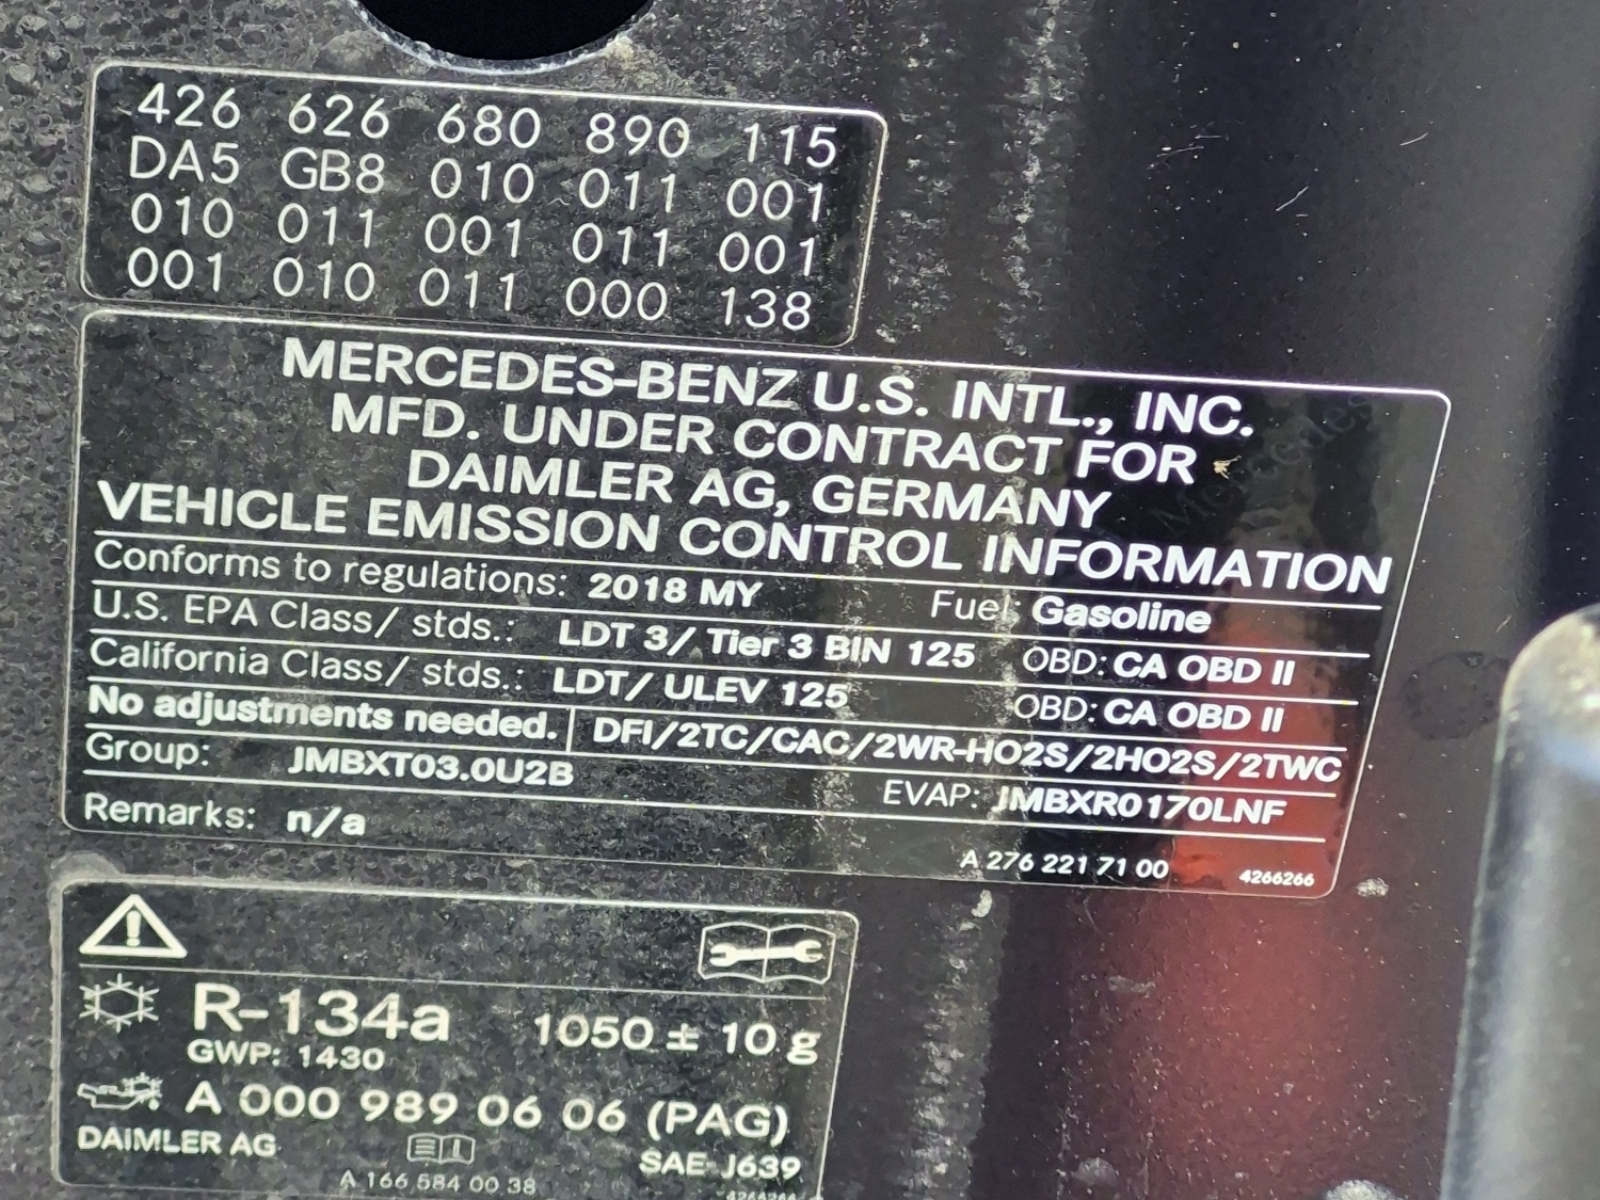 426 626 680 890 115
DA5 GB8 010 011 001
010 011 001 011 001
001 010 011 000 138
MERCEDES-BENZ U.S. INTL., INC.
MFD. UNDER CONTRACT FOR
DAIMLER AG, GERMANY
VEHICLE EMISSION CONTROL INFORMATION
Conforms to regulations: 2018 MY Fuel: Gasoline
U.S. EPA Class/ stds.: LDT 3/ Tier 3 BIN 125 OBD: CA OBD II
California Class/ stds.: LDT/ ULEV 125 OBD: CA OBD II
No adjustments needed. DFI/2TC/CAC/2WR-HO2S/2HO2S/2TWC
Group: JMBXT03.0U2B EVAP: JMBXR0170LNF
Remarks: n/a
A 276 221 71 00 4266266
R-134a 1050 ± 10 g
GWP: 1430
A 000 989 06 06 (PAG)
DAIMLER AG SAE J639
A 166 584 00 38